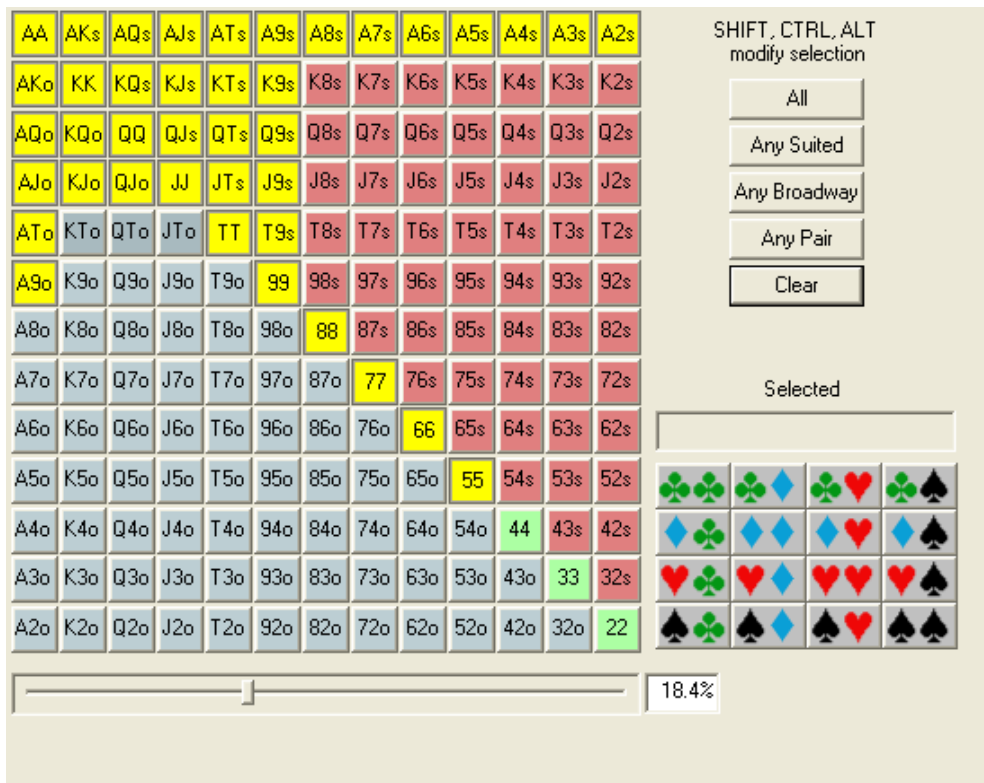 AA AKs AQs AJs ATs A9s A8s A7s A6s A5s A4s A3s A2s
AKo KK KQs KJs KTs K9s K8s K7s K6s K5s K4s K3s K2s
AQo KQo QQ QJs QTs Q9s Q8s Q7s Q6s Q5s Q4s Q3s Q2s
AJo KJo QJo JJ JTs J9s J8s J7s J6s J5s J4s J3s J2s
ATo KTo QTo JTo TT T9s T8s T7s T6s T5s T4s T3s T2s
A9o K9o Q9o J9o T9o 99 98s 97s 96s 95s 94s 93s 92s
A8o K8o Q8o J8o T8o 98o 88 87s 86s 85s 84s 83s 82s
A7o K7o Q7o J7o T7o 97o 87o 77 76s 75s 74s 73s 72s
A6o K6o Q6o J6o T6o 96o 86o 76o 66 65s 64s 63s 62s
A5o K5o Q5o J5o T5o 95o 85o 75o 65o 55 54s 53s 52s
A4o K4o Q4o J4o T4o 94o 84o 74o 64o 54o 44 43s 42s
A3o K3o Q3o J3o T3o 93o 83o 73o 63o 53o 43o 33 32s
A2o K2o Q2o J2o T2o 92o 82o 72o 62o 52o 42o 32o 22
18.4%
SHIFT, CTRL, ALT
modify selection
All
Any Suited
Any Broadway
Any Pair
Clear
Selected